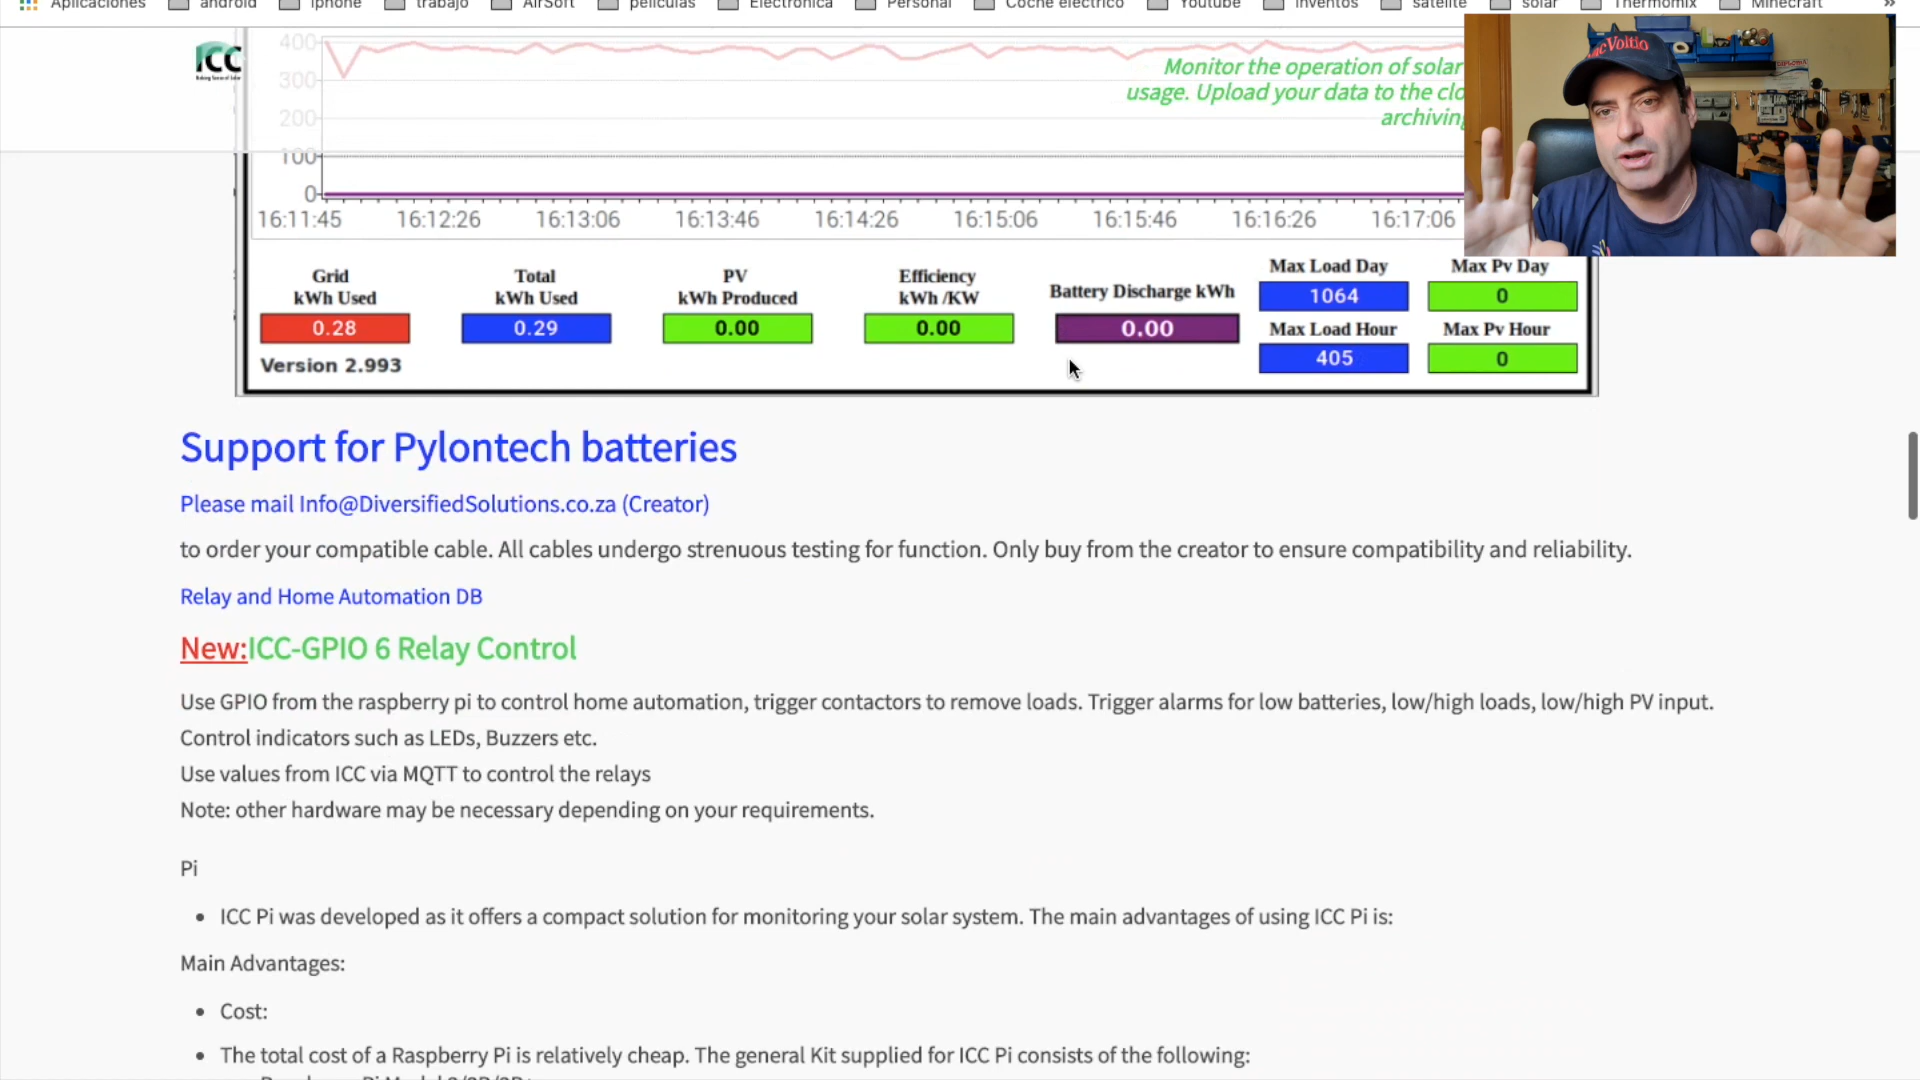 Aplicaciones android Iphone trabajo AirSoft peliculas Electronica Personal Coche electrico Youtube inventos satelite solar Thermomix Minecraft »
ICC
400
300
200
100
0
Monitor the operation of solar
usage. Upload your data to the clo
archiving
16:11:45 16:12:26 16:13:06 16:13:46 16:14:26 16:15:06 16:15:46 16:16:26 16:17:06
Grid
kWh Used
0.28
Total
kWh Used
0.29
PV
kWh Produced
0.00
Efficiency
kWh /KW
0.00
Battery Discharge kWh
0.00
Max Load Day
1064
Max Load Hour
405
Max Pv Day
0
Max Pv Hour
0
Version 2.993
Support for Pylontech batteries
Please mail Info@DiversifiedSolutions.co.za (Creator)
to order your compatible cable. All cables undergo strenuous testing for function. Only buy from the creator to ensure compatibility and reliability.
Relay and Home Automation DB
New:ICC-GPIO 6 Relay Control
Use GPIO from the raspberry pi to control home automation, trigger contactors to remove loads. Trigger alarms for low batteries, low/high loads, low/high PV input.
Control indicators such as LEDs, Buzzers etc.
Use values from ICC via MQTT to control the relays
Note: other hardware may be necessary depending on your requirements.
Pi
• ICC Pi was developed as it offers a compact solution for monitoring your solar system. The main advantages of using ICC Pi is:
Main Advantages:
• Cost:
• The total cost of a Raspberry Pi is relatively cheap. The general Kit supplied for ICC Pi consists of the following: